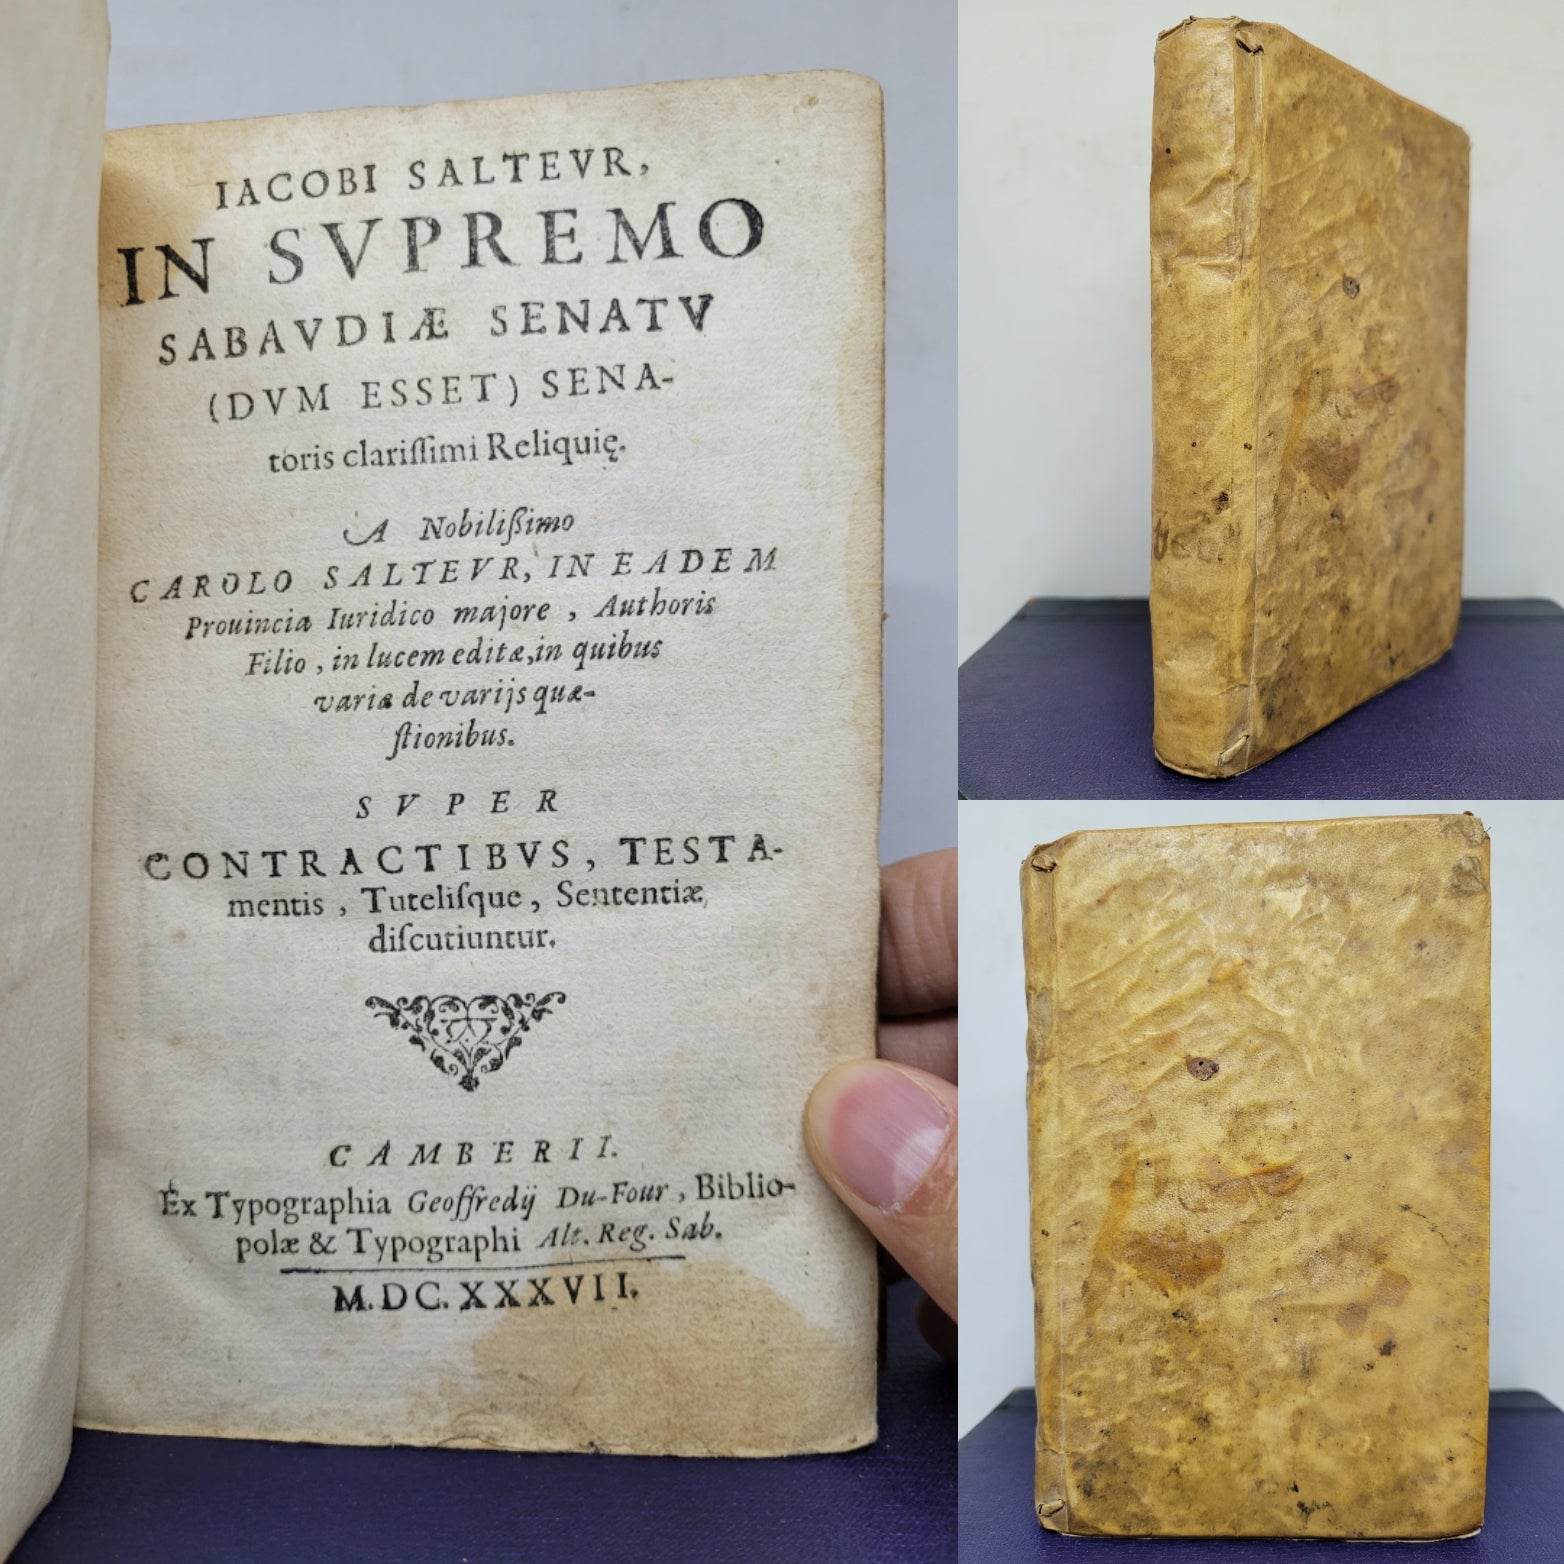 IACOBI SALTEVR,
IN SVPREMO
SABAVDIÆ SENATV
(DVM ESSET) SENA-
toris clariſſimi Reliquię.
A Nobilißimo
CAROLO SALTEVR, IN EADEM
Prouincia Iuridico majore, Authoris
Filio, in lucem editæ, in quibus
variæ de varijs quæ-
ſtionibus.
SVPER
CONTRACTIBVS, TESTA-
mentis, Tuteliſque, Sententiæ
diſcutiuntur.
CAMBERII.
Ex Typographia Geoffredij Du-Four, Biblio-
polæ & Typographi Alt. Reg. Sab.
M.DC.XXXVII.